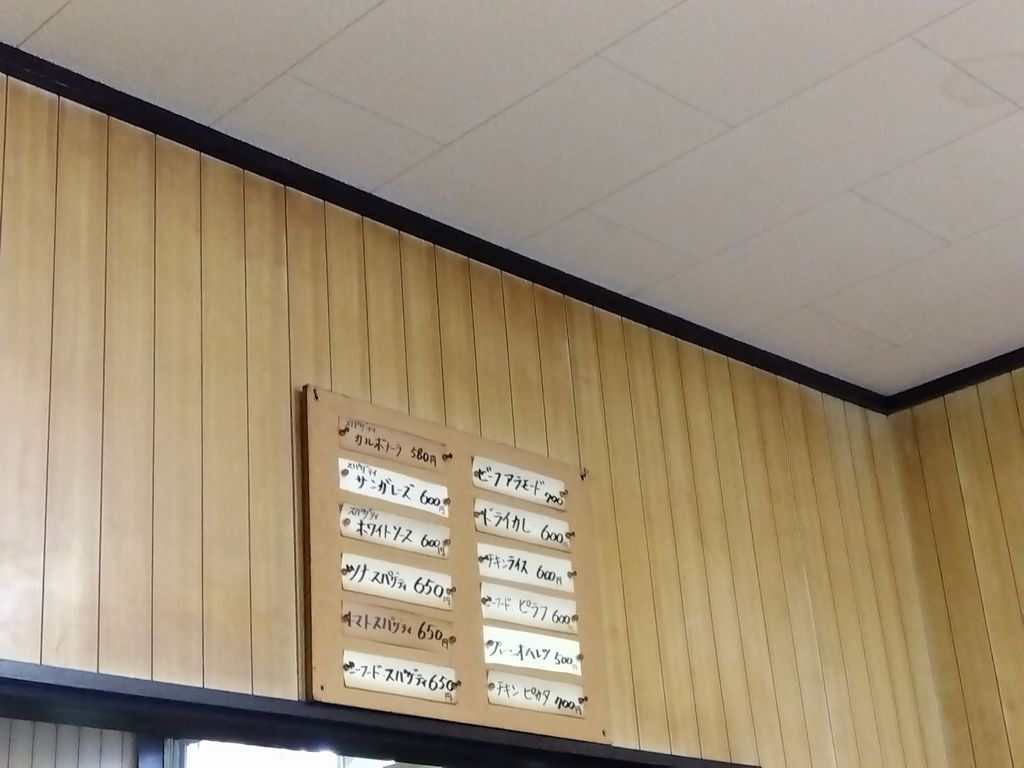 スパゲティ
カルボナーラ 580円
スパゲティ
サンガレーズ 600円
スパゲティ
ホワイトソース 600円
ツナ スパゲティ 650円
トマトスパゲティ 650円
シーフードスパゲティ 650円
ビーフアラモード 700
ドライカレー 600円
チキンライス 600円
シーフード ピラフ 600円
カレーオムレツ 500円
チキン ピカタ 700円